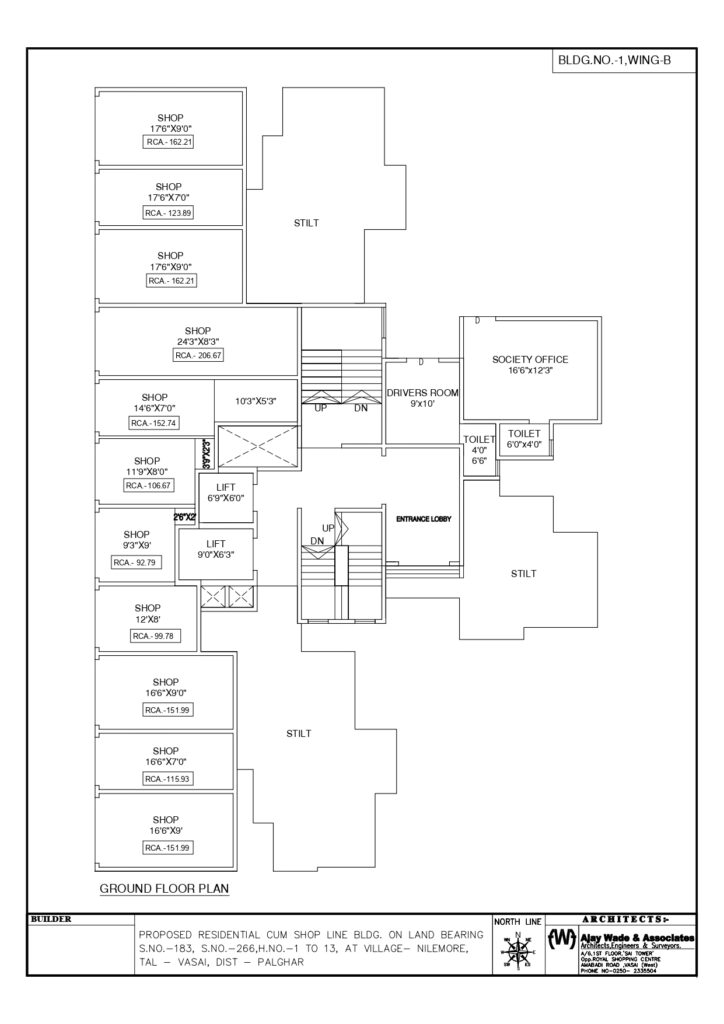 BLDG.NO.-1,WING-B
SHOP
17'6"X9'0"
RCA.- 162.21
SHOP
17'6"X7'0"
RCA.- 123.89
STILT
SHOP
17'6"X9'0"
RCA.- 162.21
SHOP
24'3"X8'3"
RCA.- 206.67
D
SOCIETY OFFICE
16'6"x12'3"
D
DRIVERS ROOM
9'x10'
SHOP
14'6"X7'0"
RCA.-152.74
10'3"X5'3"
UP
DN
TOILET
4'0"
6'6"
TOILET
6'0"x4'0"
3'9"X2'3"
SHOP
11'9"X8'0"
RCA.-106.67
LIFT
6'9"X6'0"
2'6"X2'
ENTRANCE LOBBY
UP
DN
SHOP
9'3"X9'
RCA.- 92.79
LIFT
9'0"X6'3"
STILT
SHOP
12'X8'
RCA.- 99.78
SHOP
16'6"X9'0"
RCA.-151.99
STILT
SHOP
16'6"X7'0"
RCA.-115.93
SHOP
16'6"X9'
RCA.-151.99
GROUND FLOOR PLAN
BUILDER
PROPOSED RESIDENTIAL CUM SHOP LINE BLDG. ON LAND BEARING
S.NO.-183, S.NO.-266,H.NO.-1 TO 13, AT VILLAGE- NILEMORE,
TAL - VASAI, DIST - PALGHAR
NORTH LINE
N
NW
NE
W
E
SW
S
ARCHITECTS:-
AW
Ajay Wade & Associates
Architects,Engineers & Surveyors.
A/6,1ST FLOOR,'SAI TOWER'
Opp.ROYAL SHOPPING CENTRE
AMABADI ROAD ,VASAI (West)
PHONE NO-0250- 2335504